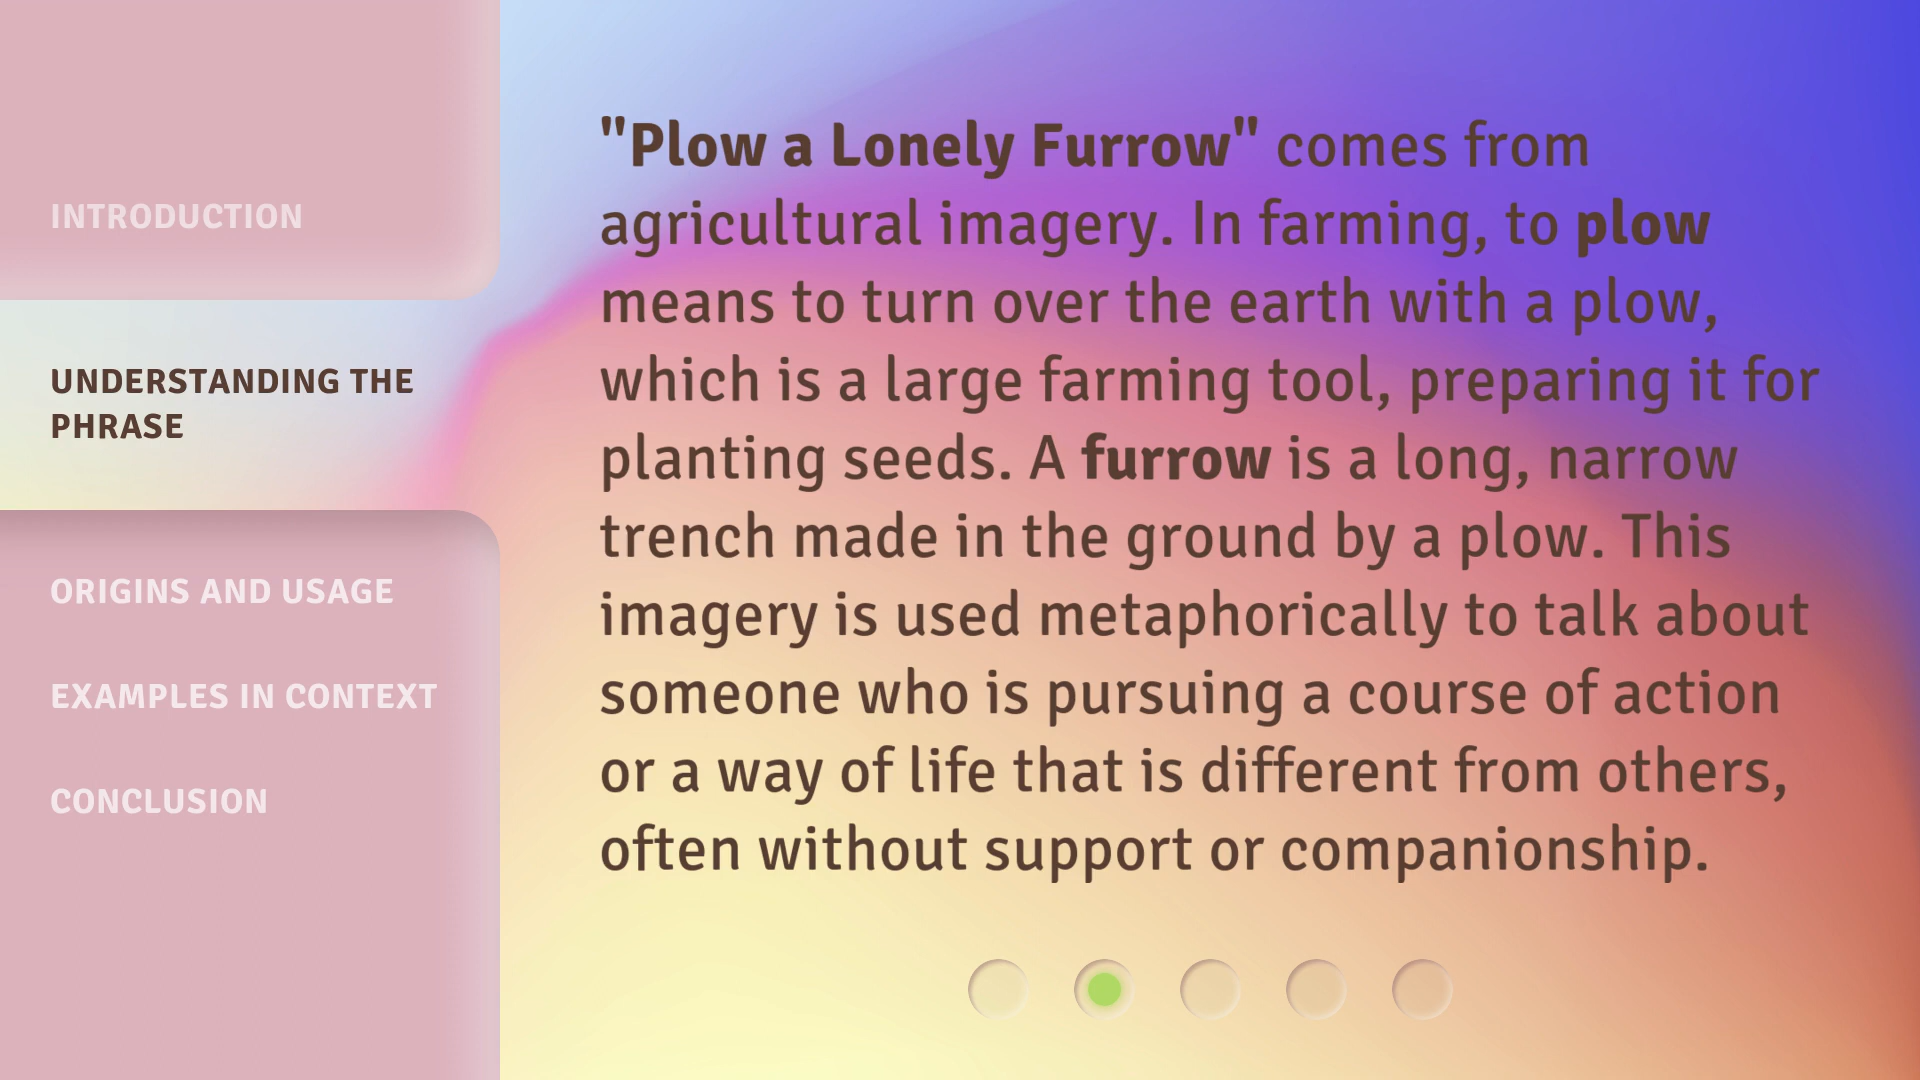 INTRODUCTION
UNDERSTANDING THE
PHRASE
ORIGINS AND USAGE
EXAMPLES IN CONTEXT
CONCLUSION
"Plow a Lonely Furrow" comes from
agricultural imagery. In farming, to plow
means to turn over the earth with a plow,
which is a large farming tool, preparing it for
planting seeds. A furrow is a long, narrow
trench made in the ground by a plow. This
imagery is used metaphorically to talk about
someone who is pursuing a course of action
or a way of life that is different from others,
often without support or companionship.